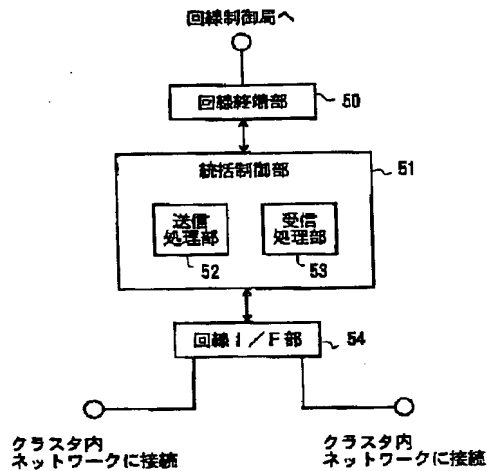 回線制御局へ
回線終端部
50
統括制御部
51
送信
処理部
52
受信
処理部
53
回線I/F部
54
クラスタ内
ネットワークに接続
クラスタ内
ネットワークに接続